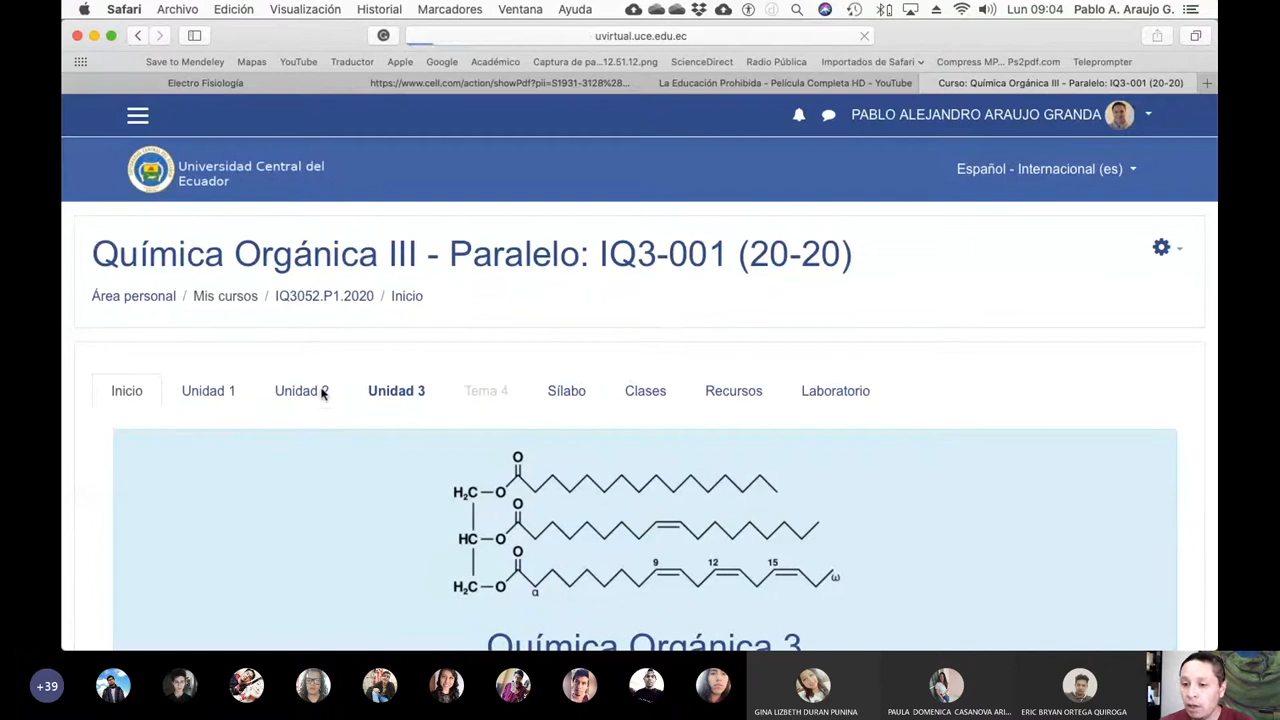 Safari Archivo Edición Visualización Historial Marcadores Ventana Ayuda Lun 09:04 Pablo A. Araujo G.
uvirtual.uce.edu.ec
Save to Mendeley Mapas YouTube Traductor Apple Google Académico Captura de pa...12.51.12.png ScienceDirect Radio Pública Importados de Safari Compress MP... Ps2pdf.com Teleprompter
Electro Fisiología https://www.cell.com/action/showPdf?pii=S1931-3128%28... La Educación Prohibida - Película Completa HD - YouTube Curso: Química Orgánica III - Paralelo: IQ3-001 (20-20)
PABLO ALEJANDRO ARAUJO GRANDA
Universidad Central del
Ecuador
Español - Internacional (es)
Química Orgánica III - Paralelo: IQ3-001 (20-20)
Área personal / Mis cursos / IQ3052.P1.2020 / Inicio
Inicio Unidad 1 Unidad 2 Unidad 3 Tema 4 Sílabo Clases Recursos Laboratorio
O
H₂C O
O
HC O
O 9 12 15
H₂C O α ω
Química Orgánica 3
+39
GINA LIZBETH DURAN PUNINA PAULA DOMENICA CASANOVA ARI... ERIC BRYAN ORTEGA QUIROGA